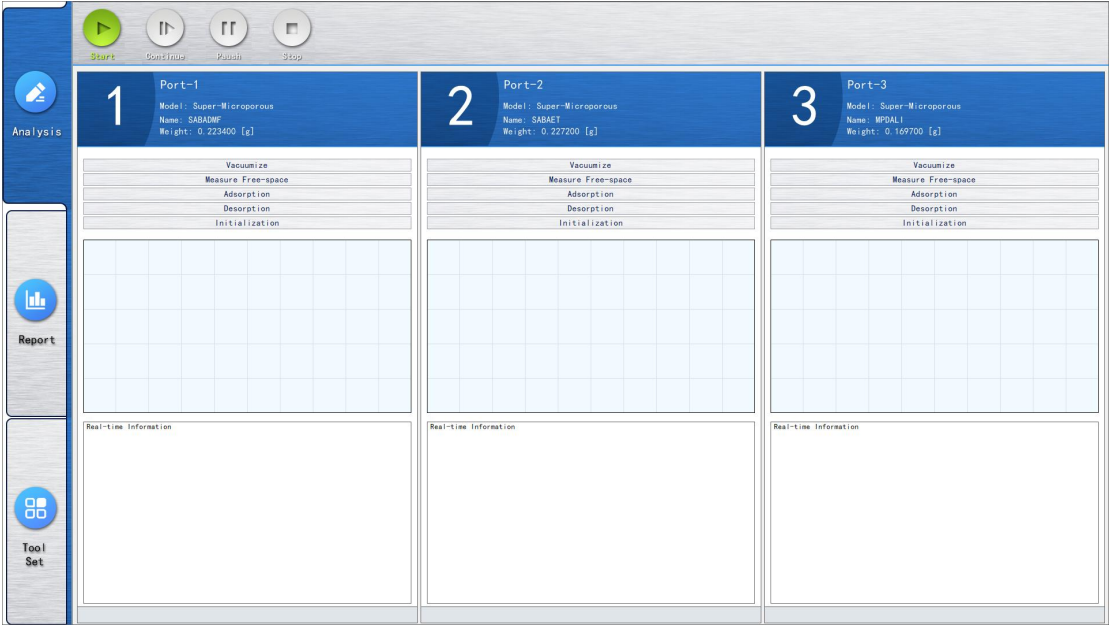 Start
Continue
Paush
Stop
Analysis
Report
Tool
Set
1
Port-1
Model: Super-Microporous
Name: SABADMF
Weight: 0.223400 [g]
Vacuumize
Measure Free-space
Adsorption
Desorption
Initialization
Real-time Information
2
Port-2
Model: Super-Microporous
Name: SABAET
Weight: 0.227200 [g]
Vacuumize
Measure Free-space
Adsorption
Desorption
Initialization
Real-time Information
3
Port-3
Model: Super-Microporous
Name: MPDALI
Weight: 0.169700 [g]
Vacuumize
Measure Free-space
Adsorption
Desorption
Initialization
Real-time Information